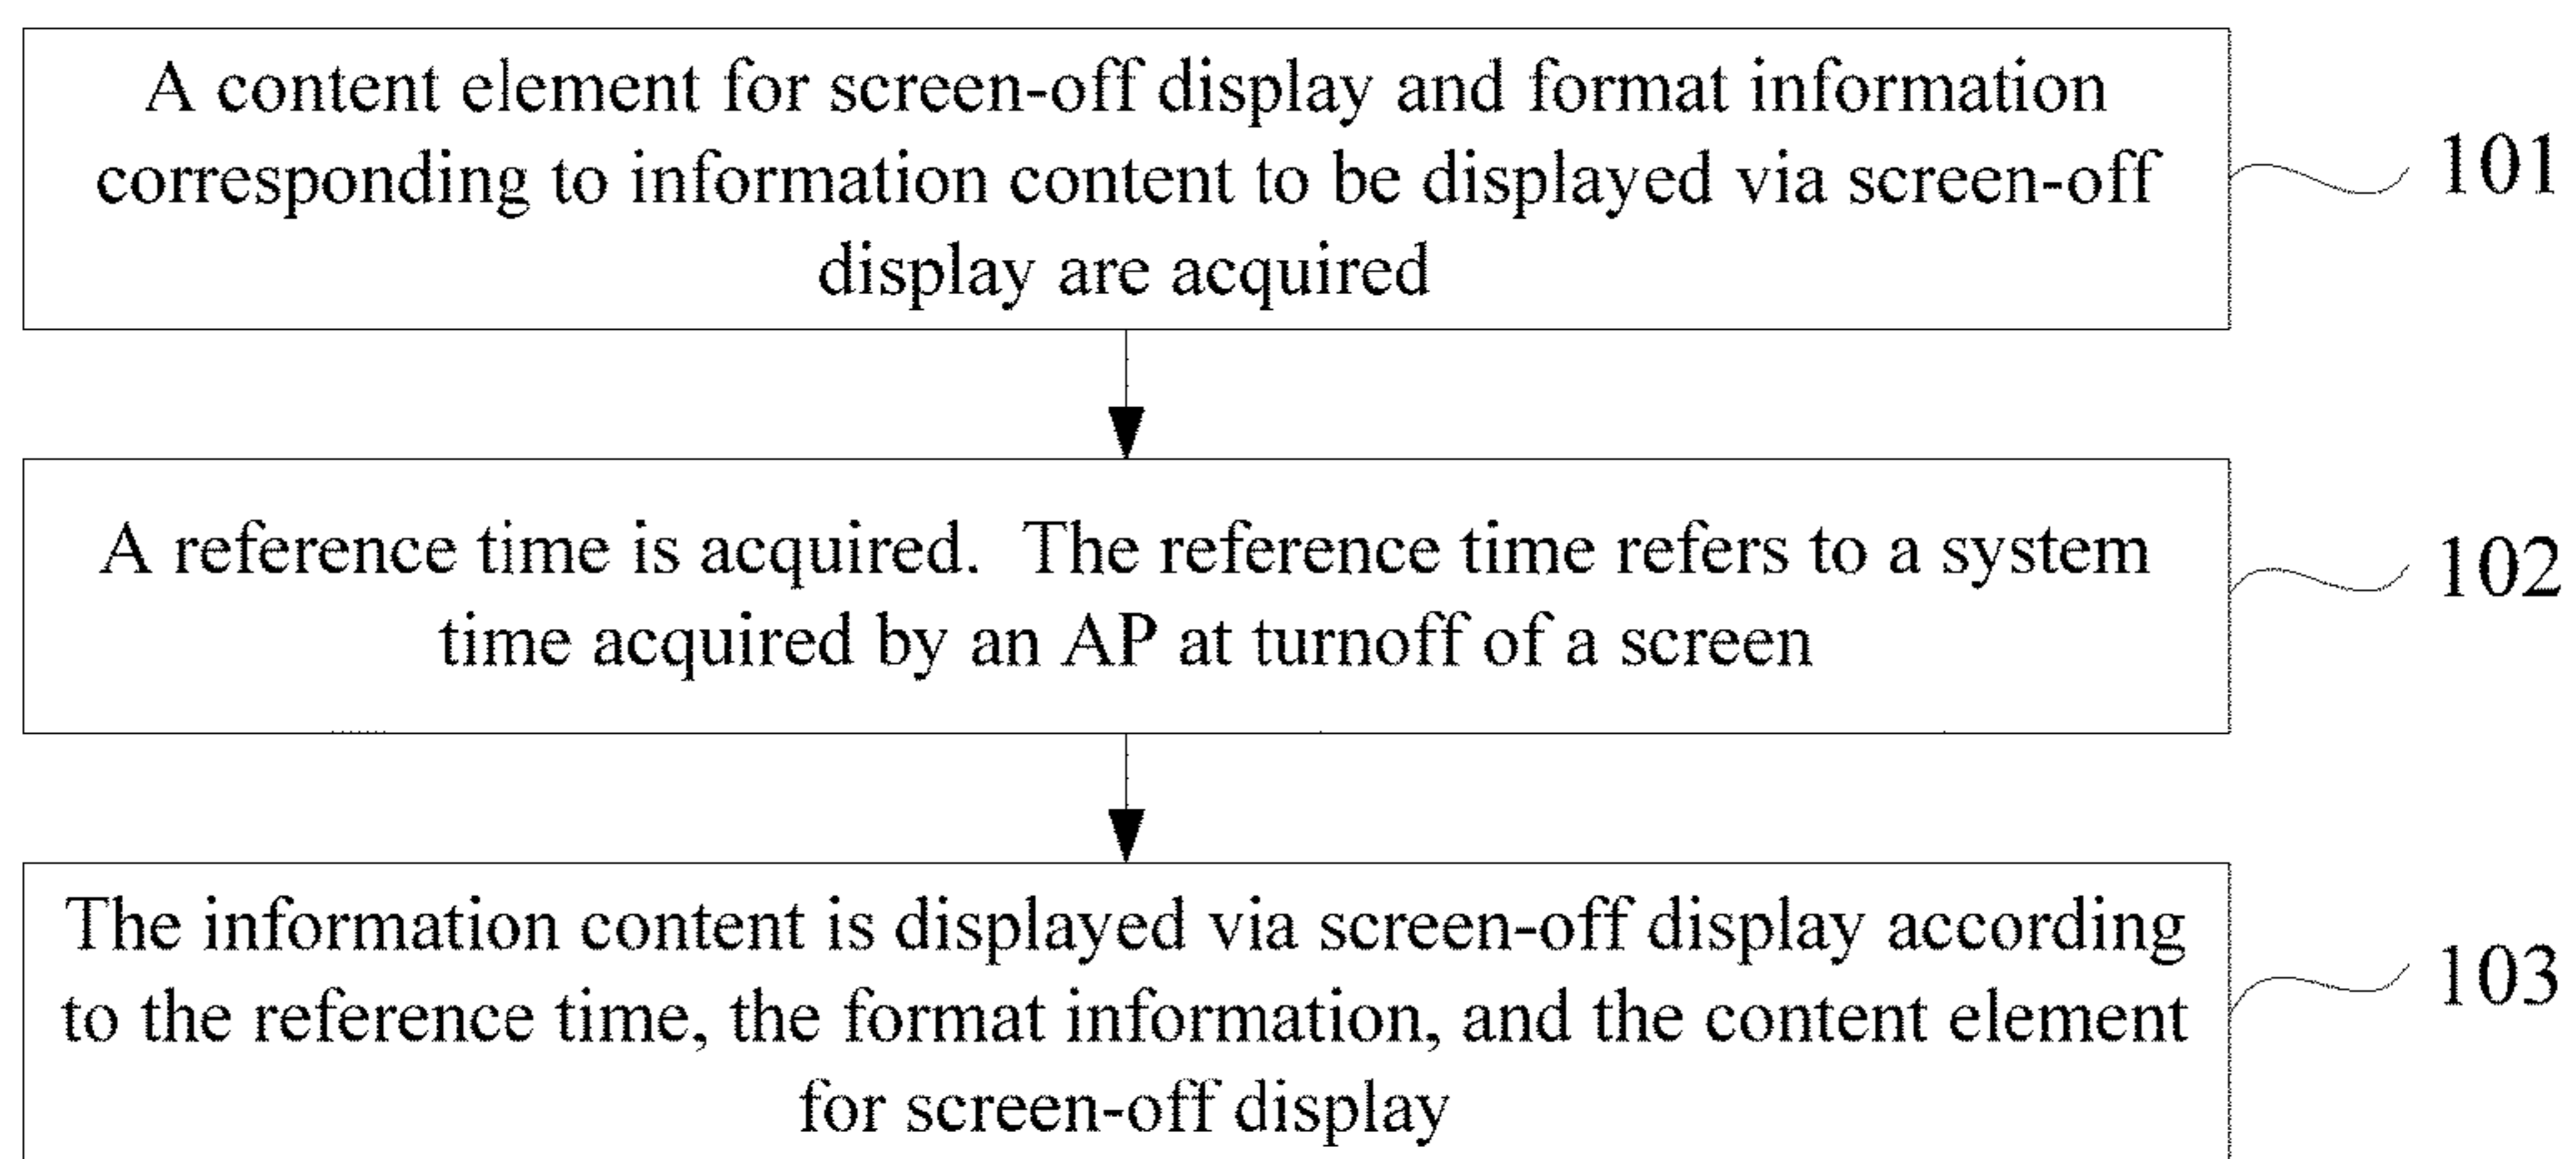 A content element for screen-off display and format information
corresponding to information content to be displayed via screen-off
display are acquired
101
A reference time is acquired. The reference time refers to a system
time acquired by an AP at turnoff of a screen
102
The information content is displayed via screen-off display according
to the reference time, the format information, and the content element
for screen-off display
103